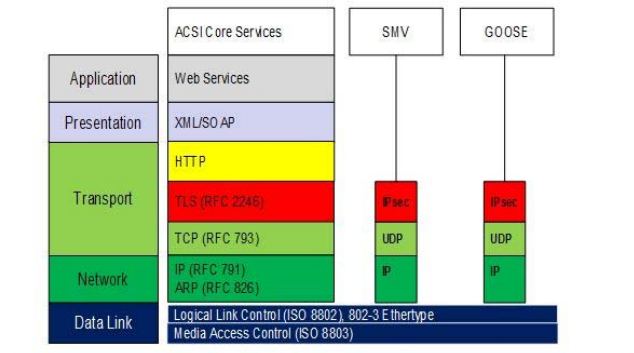 ACSI Core Services
SMV
GOOSE
Application
Web Services
Presentation
XML/SOAP
HTTP
Transport
TLS (RFC 2246)
IPsec
IPsec
TCP (RFC 793)
UDP
UDP
Network
IP (RFC 791)
ARP (RFC 826)
IP
IP
Data Link
Logical Link Control (ISO 8802), 802-3 Ethertype
Media Access Control (ISO 8803)